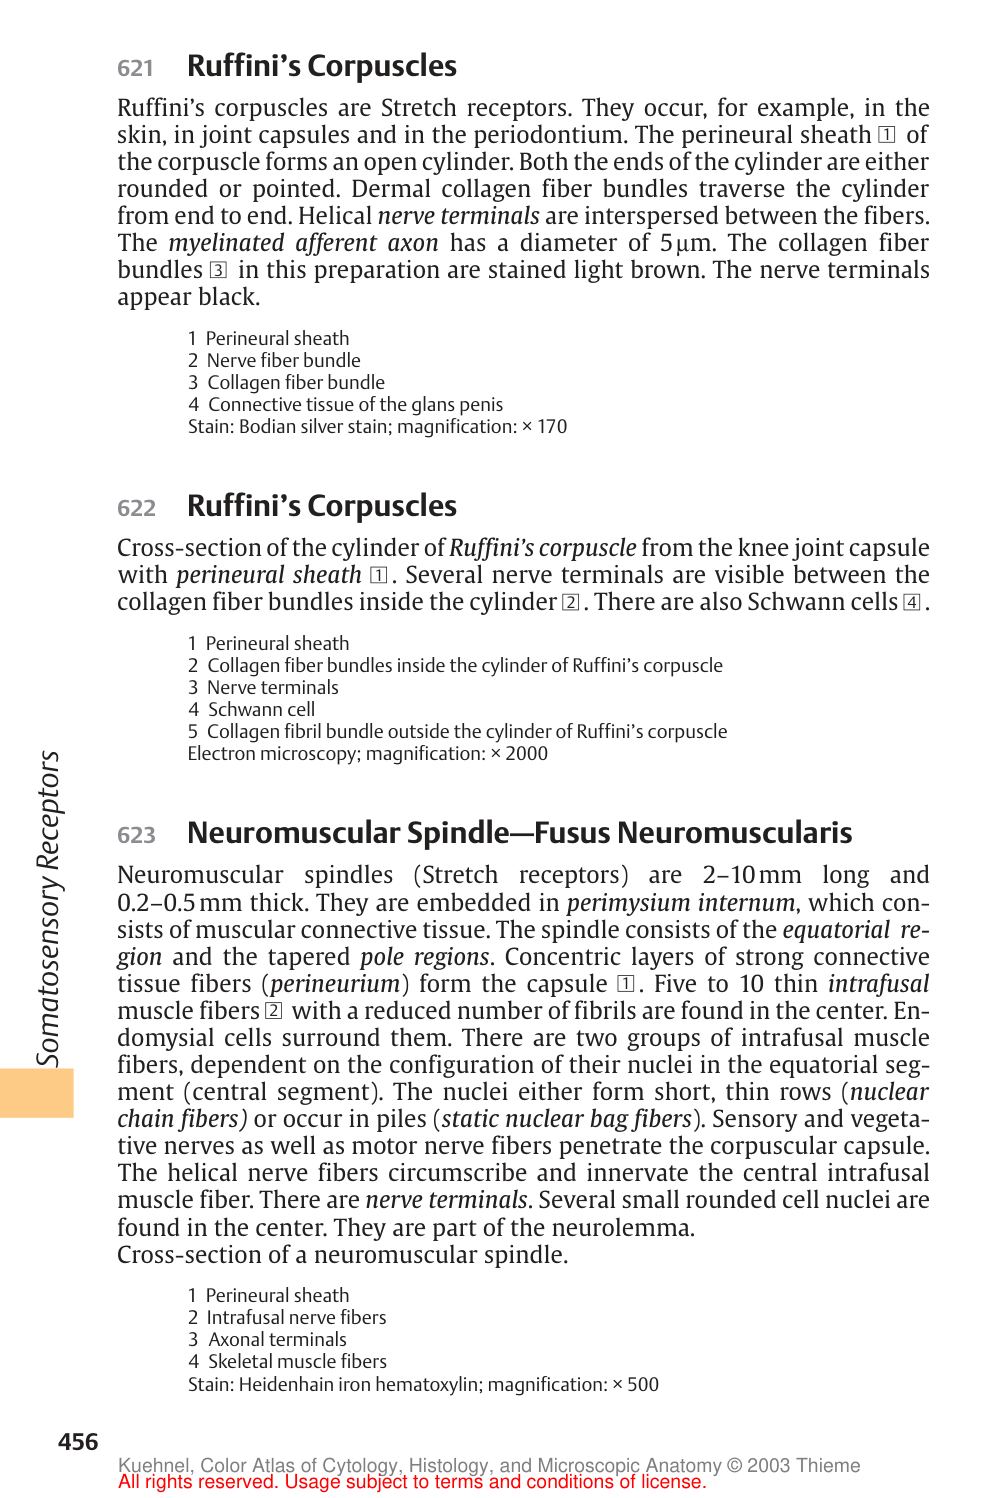 621 Ruffini’s Corpuscles
Ruffini’s corpuscles are Stretch receptors. They occur, for example, in the
skin, in joint capsules and in the periodontium. The perineural sheath 1 of
the corpuscle forms an open cylinder. Both the ends of the cylinder are either
rounded or pointed. Dermal collagen fiber bundles traverse the cylinder
from end to end. Helical nerve terminals are interspersed between the fibers.
The myelinated afferent axon has a diameter of 5 µm. The collagen fiber
bundles 3 in this preparation are stained light brown. The nerve terminals
appear black.
1 Perineural sheath
2 Nerve fiber bundle
3 Collagen fiber bundle
4 Connective tissue of the glans penis
Stain: Bodian silver stain; magnification: × 170
622 Ruffini’s Corpuscles
Cross-section of the cylinder of Ruffini’s corpuscle from the knee joint capsule
with perineural sheath 1. Several nerve terminals are visible between the
collagen fiber bundles inside the cylinder 2. There are also Schwann cells 4.
1 Perineural sheath
2 Collagen fiber bundles inside the cylinder of Ruffini’s corpuscle
3 Nerve terminals
4 Schwann cell
5 Collagen fibril bundle outside the cylinder of Ruffini’s corpuscle
Electron microscopy; magnification: × 2000
623 Neuromuscular Spindle—Fusus Neuromuscularis
Neuromuscular spindles (Stretch receptors) are 2–10 mm long and
0.2–0.5 mm thick. They are embedded in perimysium internum, which con-
sists of muscular connective tissue. The spindle consists of the equatorial re-
gion and the tapered pole regions. Concentric layers of strong connective
tissue fibers (perineurium) form the capsule 1. Five to 10 thin intrafusal
muscle fibers 2 with a reduced number of fibrils are found in the center. En-
domysial cells surround them. There are two groups of intrafusal muscle
fibers, dependent on the configuration of their nuclei in the equatorial seg-
ment (central segment). The nuclei either form short, thin rows (nuclear
chain fibers) or occur in piles (static nuclear bag fibers). Sensory and vegeta-
tive nerves as well as motor nerve fibers penetrate the corpuscular capsule.
The helical nerve fibers circumscribe and innervate the central intrafusal
muscle fiber. There are nerve terminals. Several small rounded cell nuclei are
found in the center. They are part of the neurolemma.
Cross-section of a neuromuscular spindle.
1 Perineural sheath
2 Intrafusal nerve fibers
3 Axonal terminals
4 Skeletal muscle fibers
Stain: Heidenhain iron hematoxylin; magnification: × 500
Somatosensory Receptors
456
Kuehnel, Color Atlas of Cytology, Histology, and Microscopic Anatomy © 2003 Thieme
All rights reserved. Usage subject to terms and conditions of license.